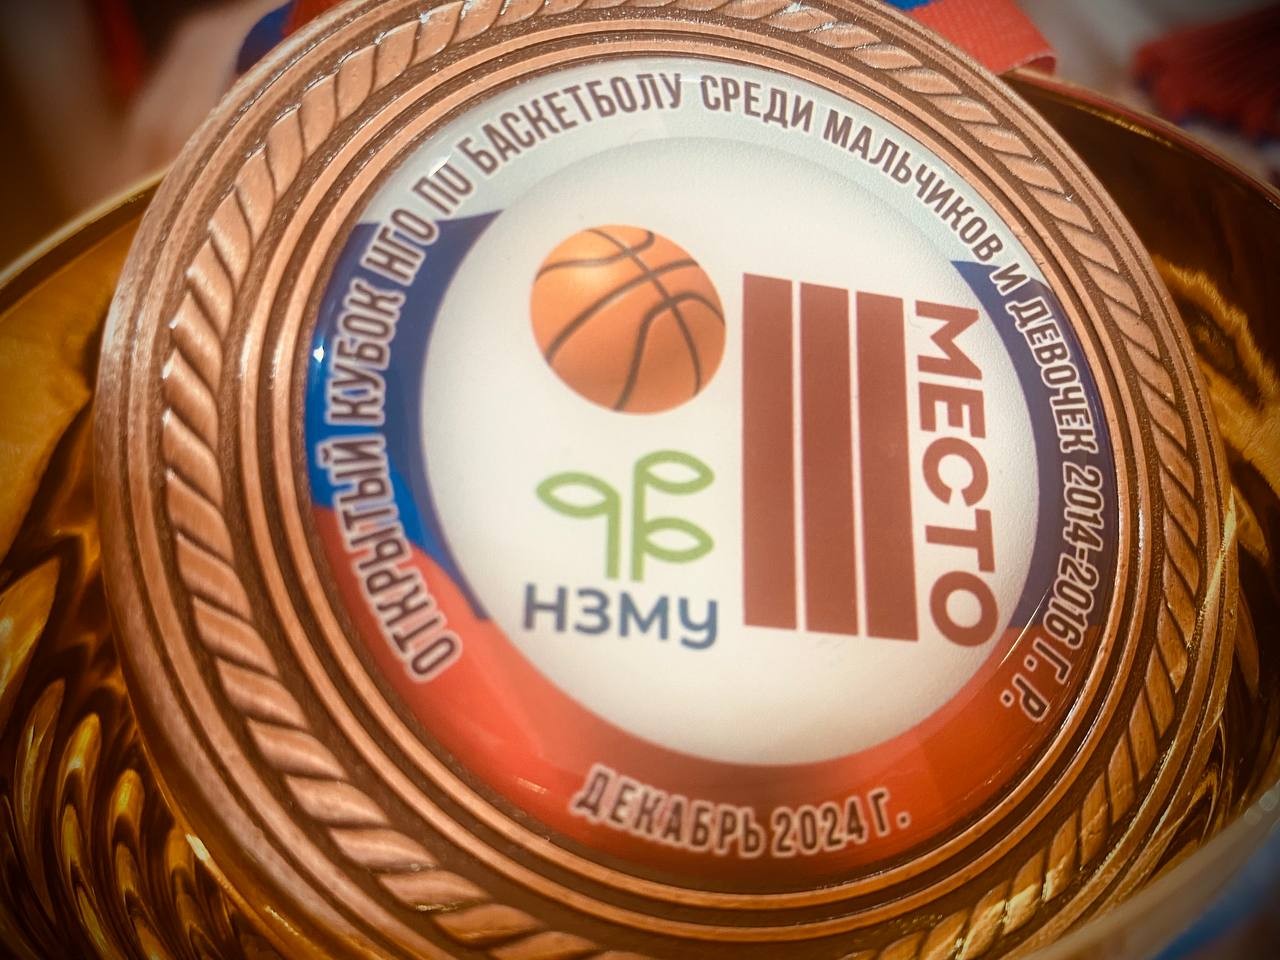 ОТКРЫТЫЙ КУБОК НГО ПО БАСКЕТБОЛУ СРЕДИ МАЛЬЧИКОВ И ДЕВОЧЕК 2014-2016 Г. Р.
III МЕСТО
НЗМУ
ДЕКАБРЬ 2024 Г.